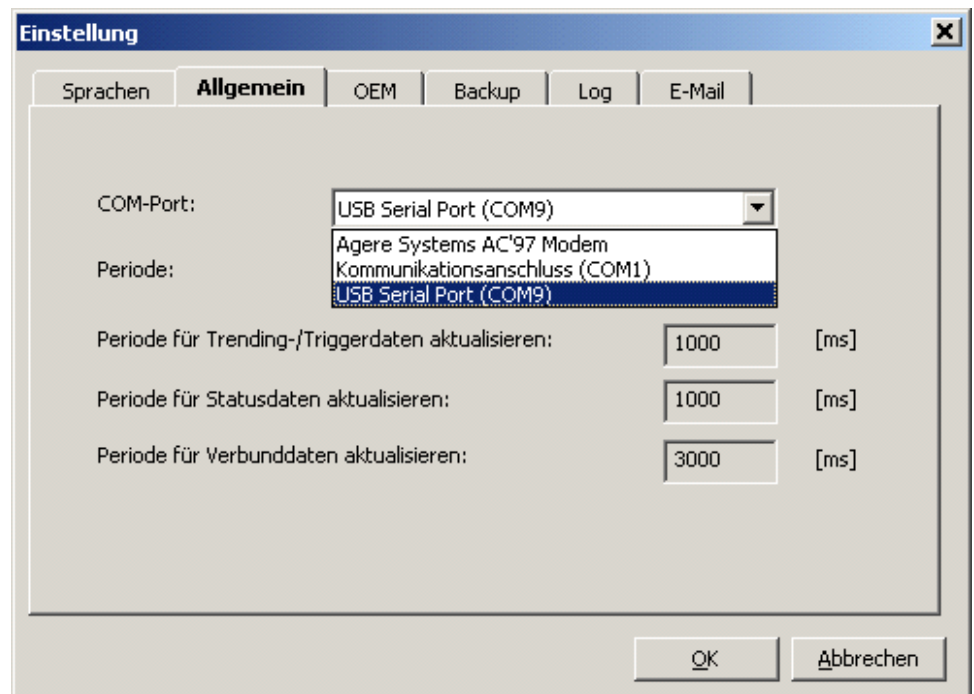 Einstellung
Sprachen Allgemein OEM Backup Log E-Mail
COM-Port: USB Serial Port (COM9)
Agere Systems AC'97 Modem
Periode: Kommunikationsanschluss (COM1)
USB Serial Port (COM9)
Periode für Trending-/Triggerdaten aktualisieren: 1000 [ms]
Periode für Statusdaten aktualisieren: 1000 [ms]
Periode für Verbunddaten aktualisieren: 3000 [ms]
OK Abbrechen